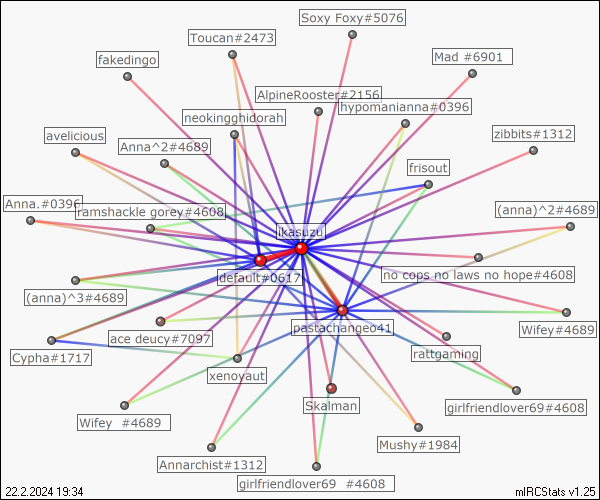 Soxy Foxy#5076
Toucan#2473
Mad #6901
fakedingo
AlpineRooster#2156
hypomanianna#0396
neokingghidorah
zibbits#1312
avelicious
Anna^2#4689
frisout
Anna.#0396
ramshackle gorey#4608
(anna)^2#4689
ikasuzu
default#0617
no cops no laws no hope#4608
(anna)^3#4689
pastachangeo41
Wifey#4689
ace deucy#7097
Cypha#1717
rattgaming
xenoyaut
Skalman
girlfriendlover69#4608
Wifey #4689
Mushy#1984
Annarchist#1312
girlfriendlover69 #4608
22.2.2024 19:34
mIRCStats v1.25